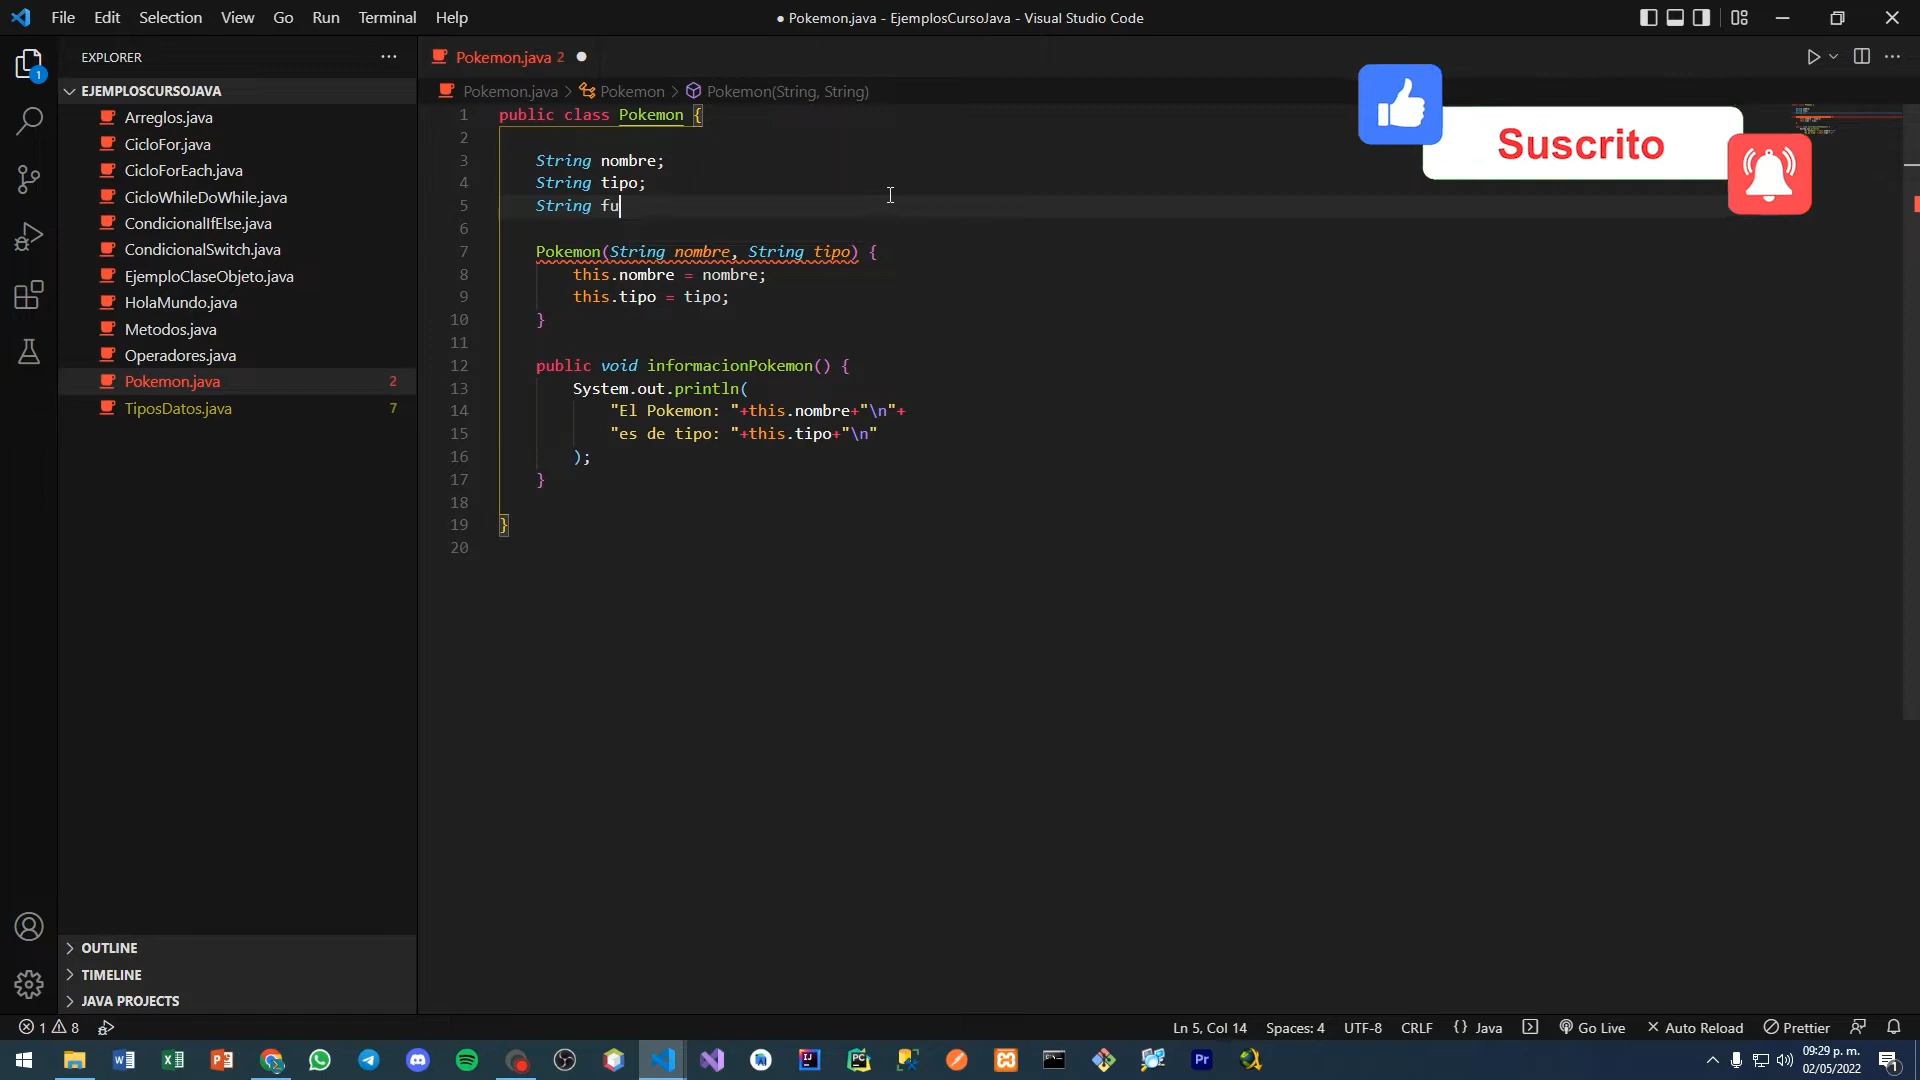 File Edit Selection View Go Run Terminal Help
● Pokemon.java - EjemplosCursoJava - Visual Studio Code
EXPLORER
EJEMPLOSCURSOJAVA
Arreglos.java
CicloFor.java
CicloForEach.java
CicloWhileDoWhile.java
CondicionalIfElse.java
CondicionalSwitch.java
EjemploClaseObjeto.java
HolaMundo.java
Metodos.java
Operadores.java
Pokemon.java 2
TiposDatos.java 7
OUTLINE
TIMELINE
JAVA PROJECTS
Pokemon.java 2
Pokemon.java > Pokemon > Pokemon(String, String)
1 public class Pokemon {
2
3 String nombre;
4 String tipo;
5 String fu
6
7 Pokemon(String nombre, String tipo) {
8 this.nombre = nombre;
9 this.tipo = tipo;
10 }
11
12 public void informacionPokemon() {
13 System.out.println(
14 "El Pokemon: "+this.nombre+"\n"+
15 "es de tipo: "+this.tipo+"\n"
16 );
17 }
18
19 }
20
Suscrito
1 8
Ln 5, Col 14 Spaces: 4 UTF-8 CRLF {} Java Go Live Auto Reload Prettier
09:29 p. m.
02/05/2022